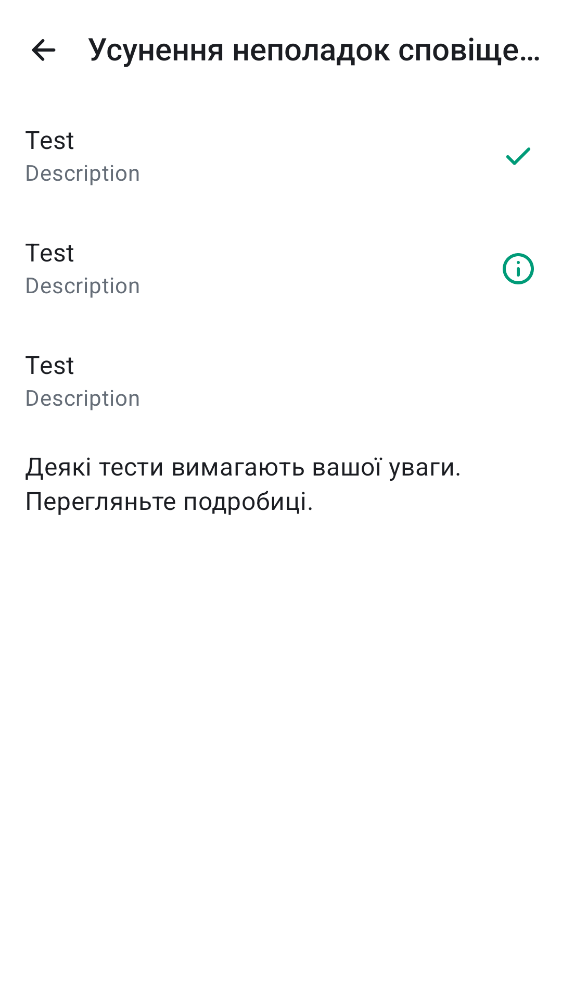 Усунення неполадок сповіще...
Test
Description
Test
Description
Test
Description
Деякі тести вимагають вашої уваги.
Перегляньте подробиці.